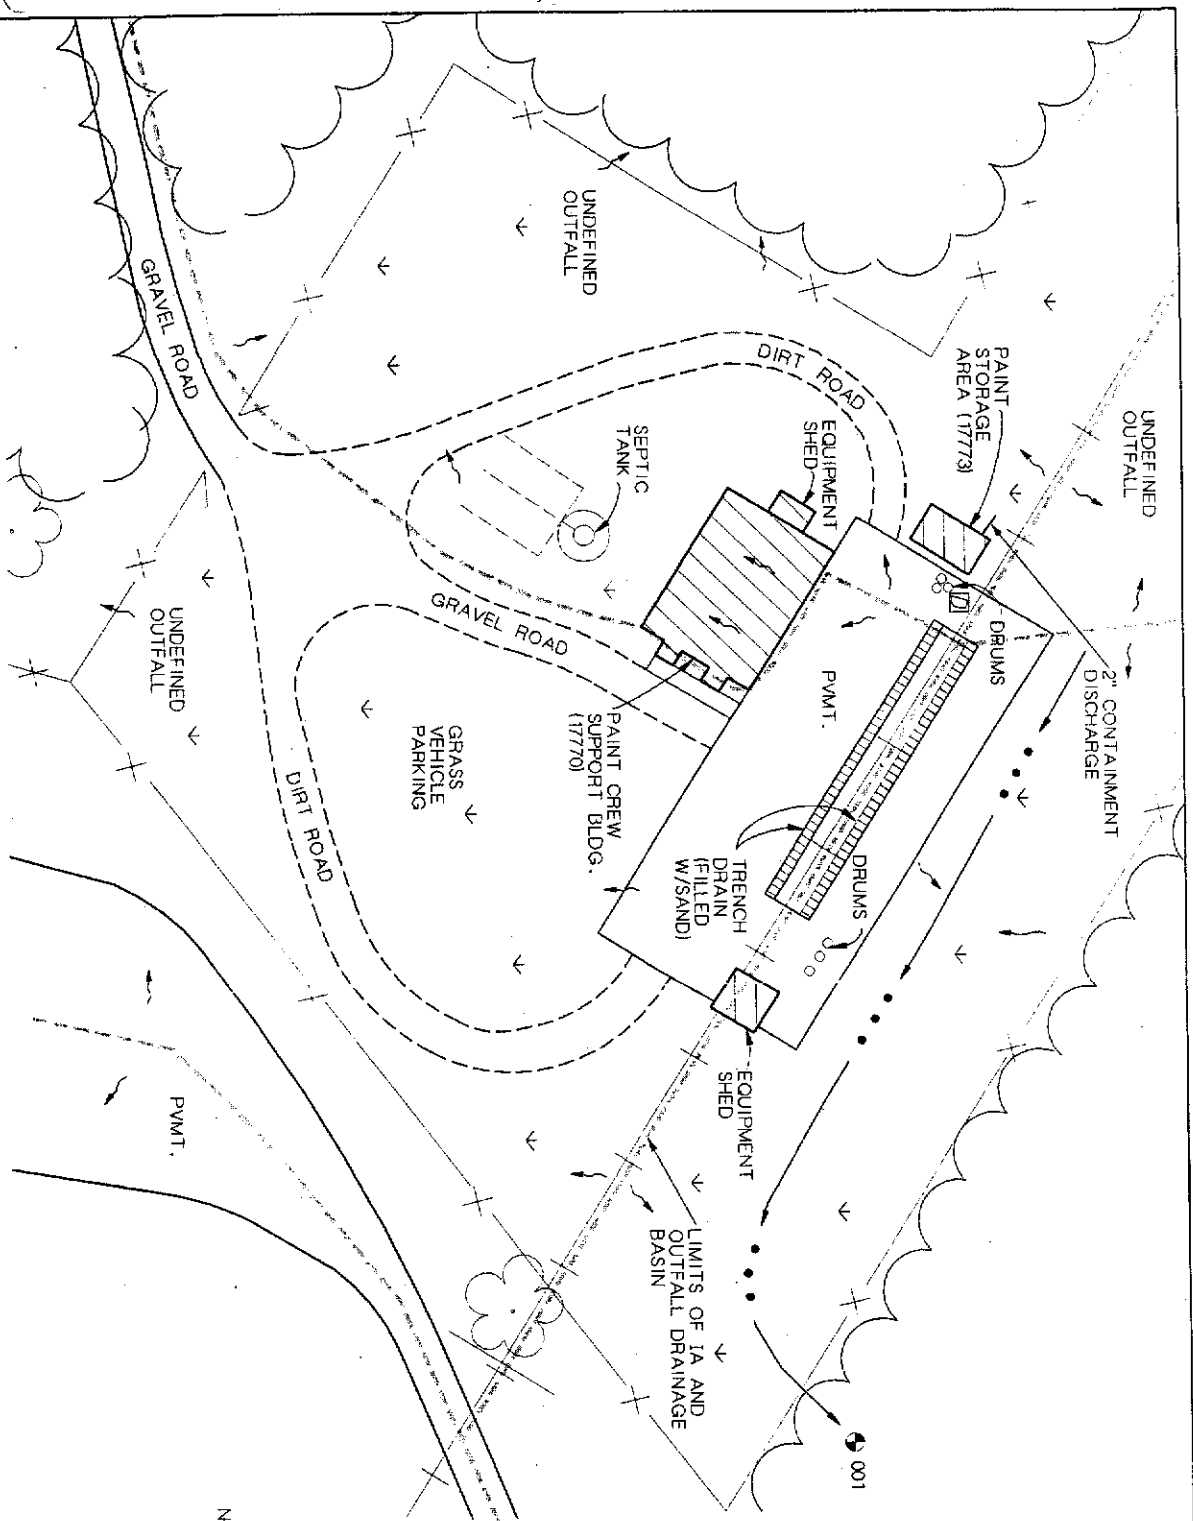 UNDEFINED
OUTFALL
PAINT
STORAGE
AREA (17773)
2" CONTAINMENT
DISCHARGE
DRUMS
DIRT ROAD
UNDEFINED
OUTFALL
EQUIPMENT
SHED
PVMT.
TRENCH
DRAIN
(FILLED
W/SAND)
DRUMS
SEPTIC
TANK
GRAVEL ROAD
GRAVEL ROAD
PAINT CREW
SUPPORT BLDG.
(17770)
EQUIPMENT
SHED
GRASS
VEHICLE
PARKING
UNDEFINED
OUTFALL
DIRT ROAD
LIMITS OF IA AND
OUTFALL DRAINAGE
BASIN
001
PVMT.
N